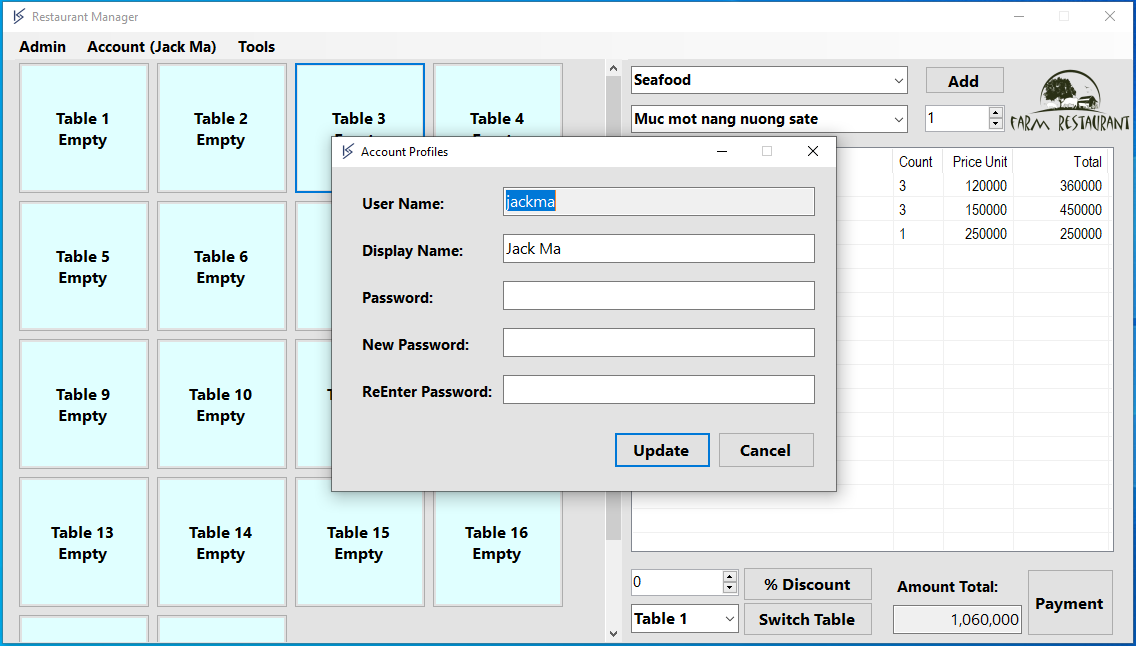 Restaurant Manager
Admin Account (Jack Ma) Tools
Table 1
Empty
Table 2
Empty
Table 3
Table 4
Table 5
Empty
Table 6
Empty
Table 9
Empty
Table 10
Empty
Table 13
Empty
Table 14
Empty
Table 15
Empty
Table 16
Empty
Account Profiles
User Name: jackma
Display Name: Jack Ma
Password:
New Password:
ReEnter Password:
Update Cancel
Seafood Add
Muc mot nang nuong sate 1
FARM RESTAURANT
Count Price Unit Total
3 120000 360000
3 150000 450000
1 250000 250000
0 % Discount
Table 1 Switch Table
Amount Total:
1,060,000
Payment